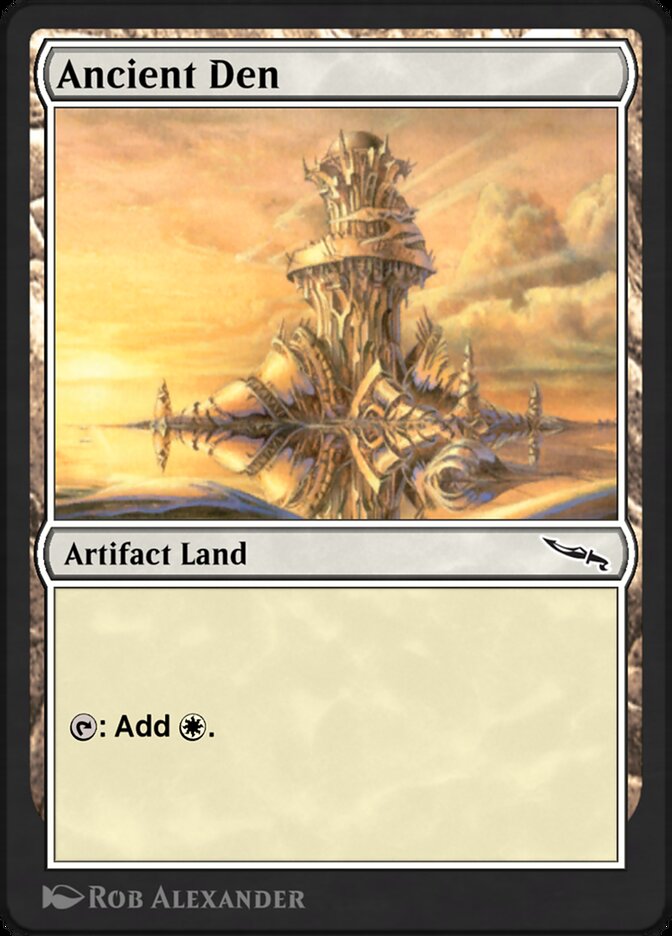 Ancient Den
Artifact Land
: Add .
Rob Alexander